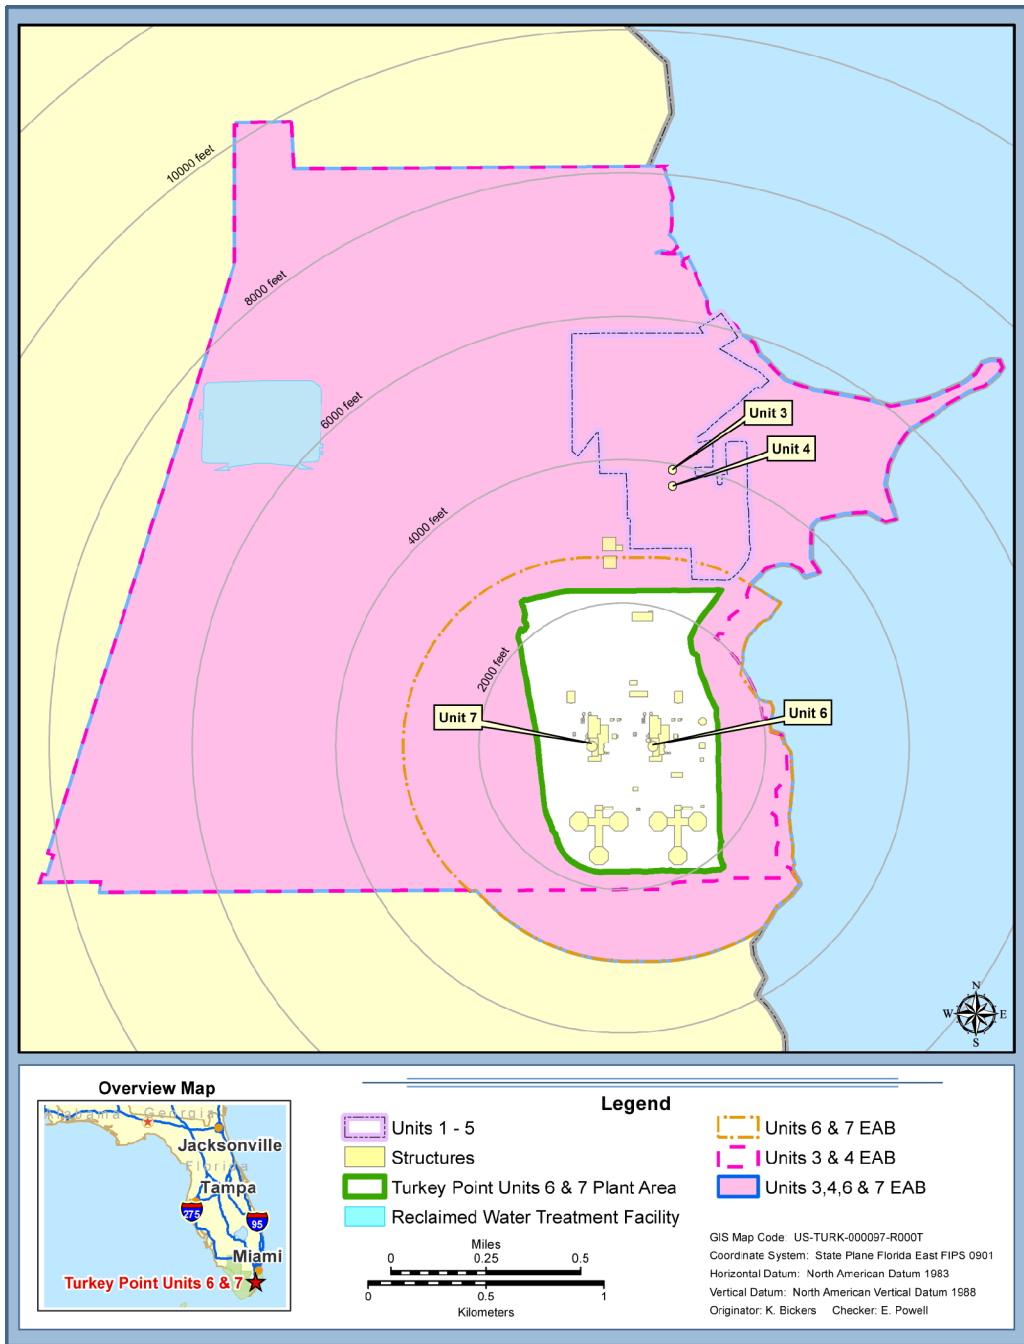 10000 feet
8000 feet
6000 feet
Unit 3
Unit 4
4000 feet
2000 feet
Unit 7
Unit 6
N
W
E
S
Overview Map
Alabama
Georgia
Jacksonville
Florida
Tampa
275
95
Miami
Turkey Point Units 6 & 7
Legend
Units 1 - 5
Structures
Turkey Point Units 6 & 7 Plant Area
Reclaimed Water Treatment Facility
Units 6 & 7 EAB
Units 3 & 4 EAB
Units 3,4,6 & 7 EAB
Miles
0 0.25 0.5
0 0.5 1
Kilometers
GIS Map Code: US-TURK-000097-R000T
Coordinate System: State Plane Florida East FIPS 0901
Horizontal Datum: North American Datum 1983
Vertical Datum: North American Vertical Datum 1988
Originator: K. Bickers Checker: E. Powell